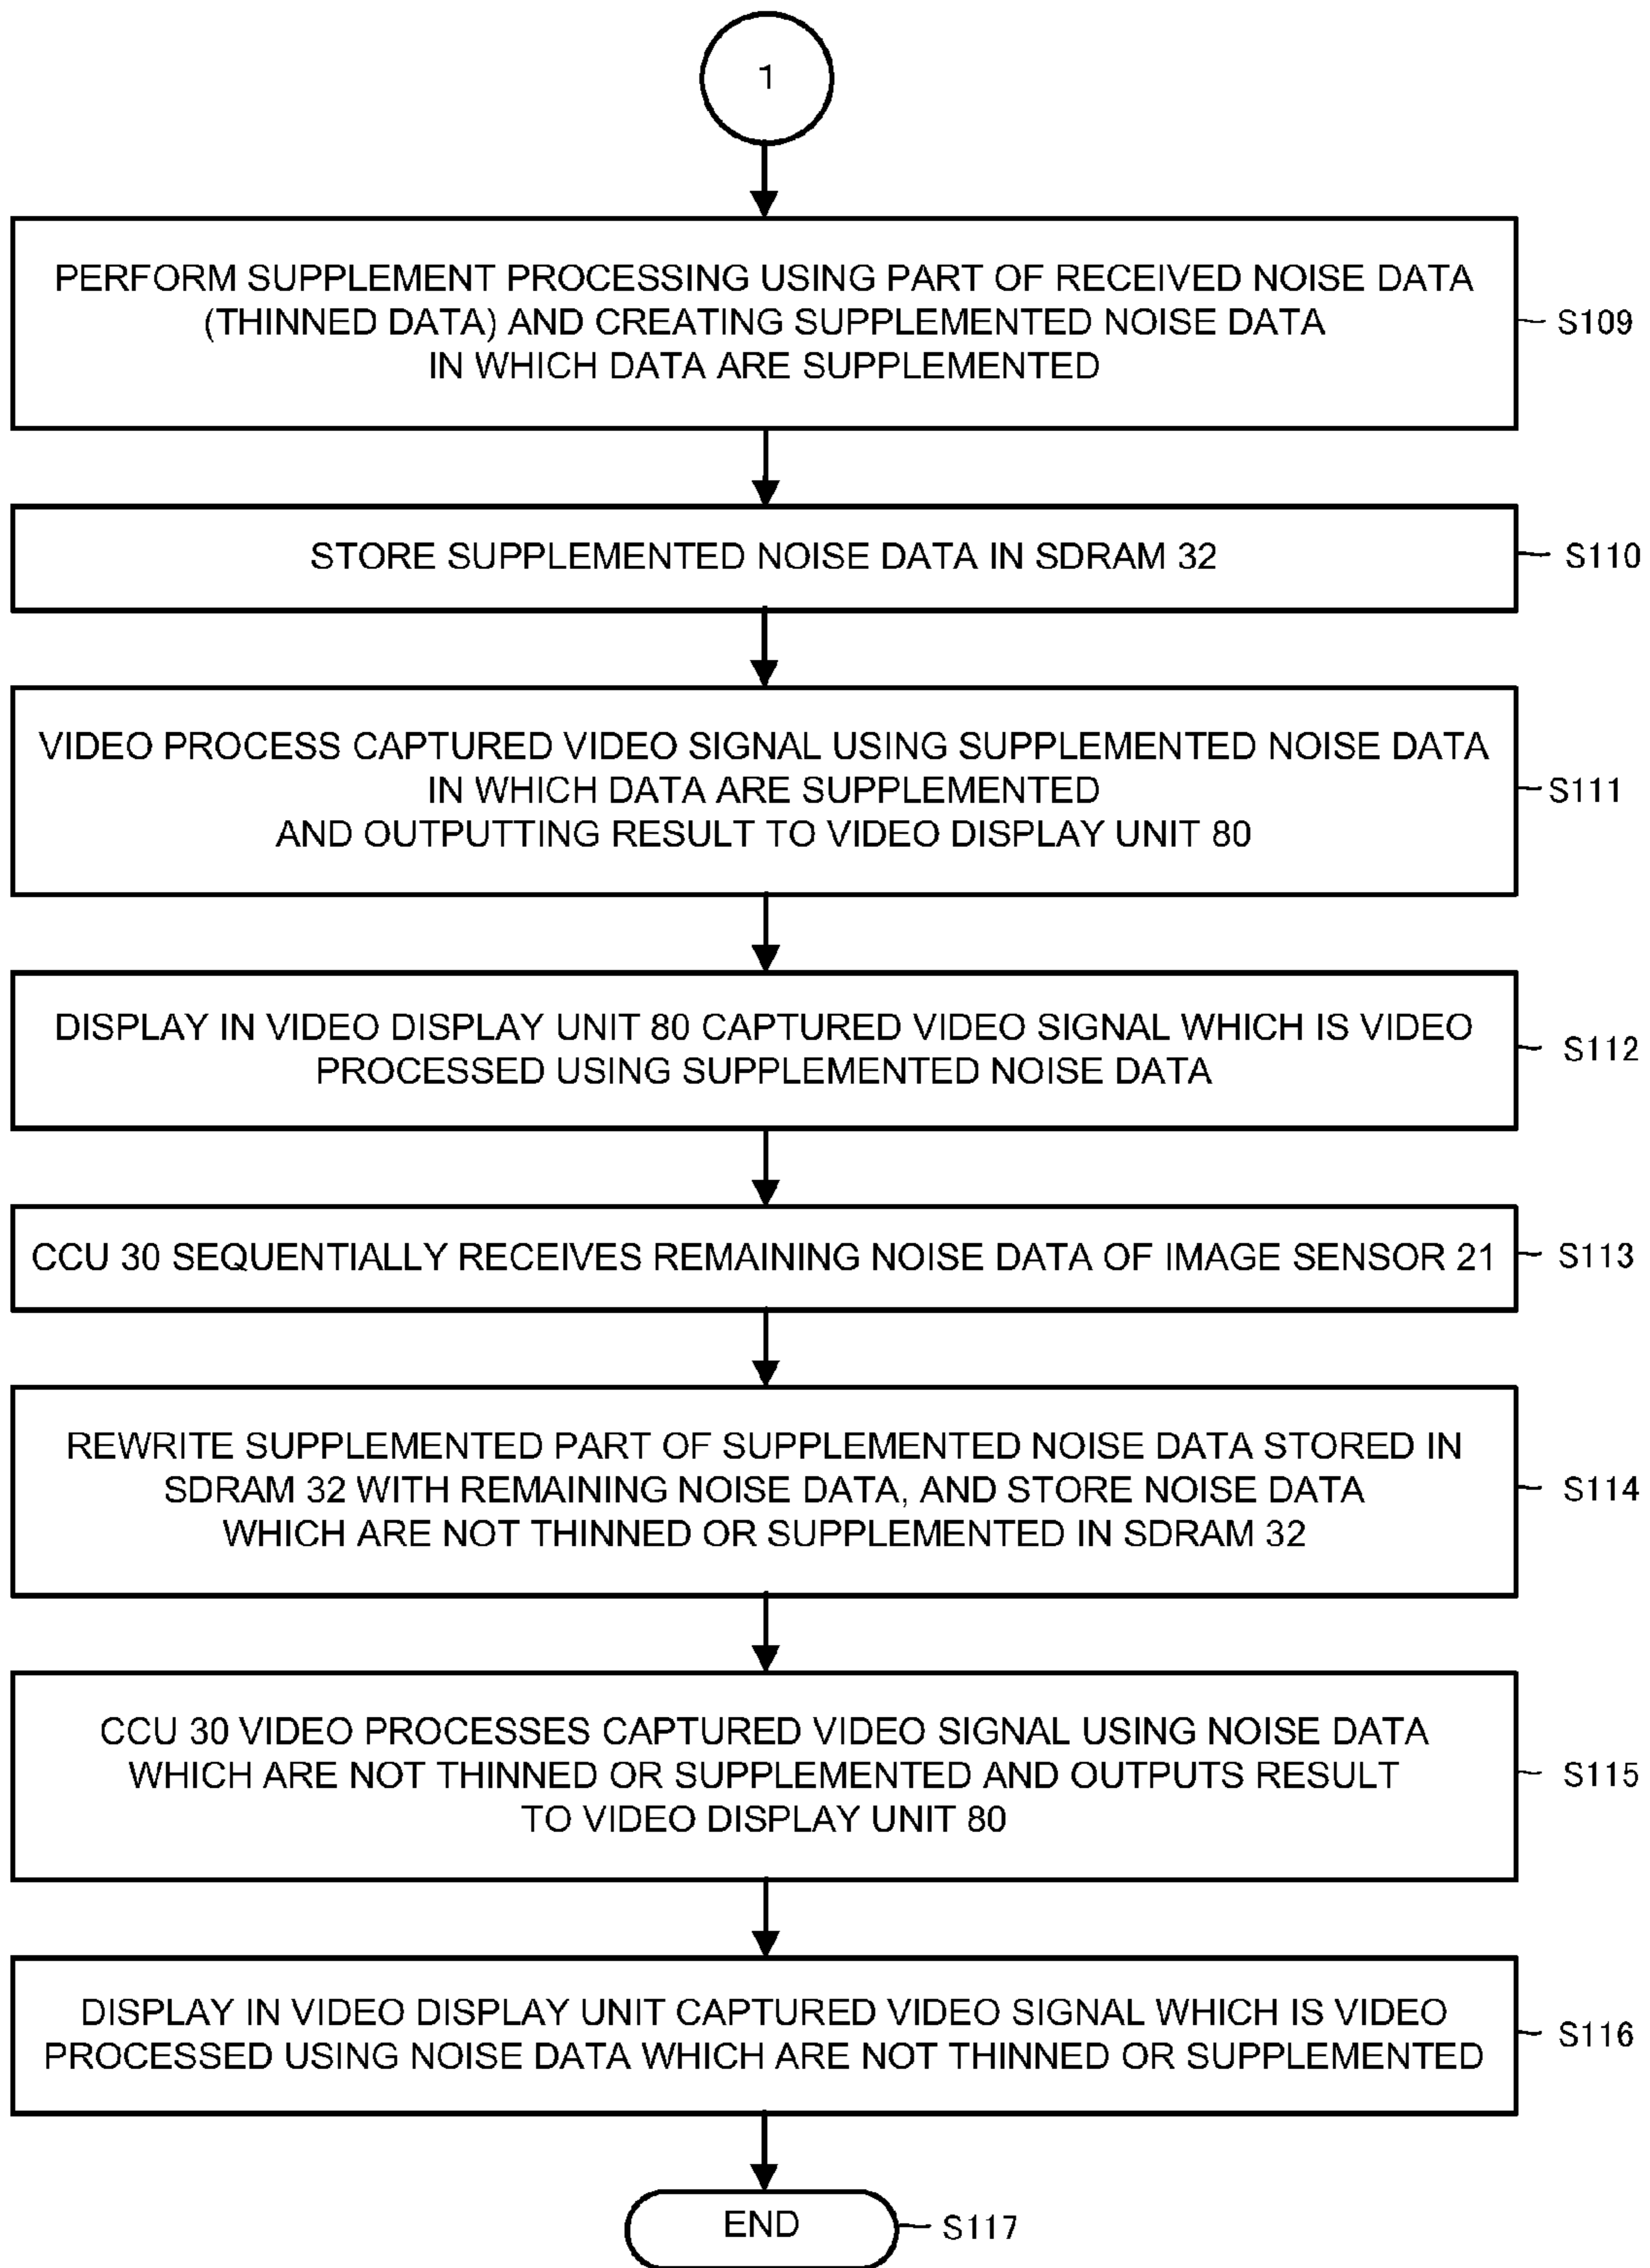 1
PERFORM SUPPLEMENT PROCESSING USING PART OF RECEIVED NOISE DATA
(THINNED DATA) AND CREATING SUPPLEMENTED NOISE DATA
IN WHICH DATA ARE SUPPLEMENTED
S109
STORE SUPPLEMENTED NOISE DATA IN SDRAM 32
S110
VIDEO PROCESS CAPTURED VIDEO SIGNAL USING SUPPLEMENTED NOISE DATA
IN WHICH DATA ARE SUPPLEMENTED
AND OUTPUTTING RESULT TO VIDEO DISPLAY UNIT 80
S111
DISPLAY IN VIDEO DISPLAY UNIT 80 CAPTURED VIDEO SIGNAL WHICH IS VIDEO
PROCESSED USING SUPPLEMENTED NOISE DATA
S112
CCU 30 SEQUENTIALLY RECEIVES REMAINING NOISE DATA OF IMAGE SENSOR 21
S113
REWRITE SUPPLEMENTED PART OF SUPPLEMENTED NOISE DATA STORED IN
SDRAM 32 WITH REMAINING NOISE DATA, AND STORE NOISE DATA
WHICH ARE NOT THINNED OR SUPPLEMENTED IN SDRAM 32
S114
CCU 30 VIDEO PROCESSES CAPTURED VIDEO SIGNAL USING NOISE DATA
WHICH ARE NOT THINNED OR SUPPLEMENTED AND OUTPUTS RESULT
TO VIDEO DISPLAY UNIT 80
S115
DISPLAY IN VIDEO DISPLAY UNIT CAPTURED VIDEO SIGNAL WHICH IS VIDEO
PROCESSED USING NOISE DATA WHICH ARE NOT THINNED OR SUPPLEMENTED
S116
END
S117